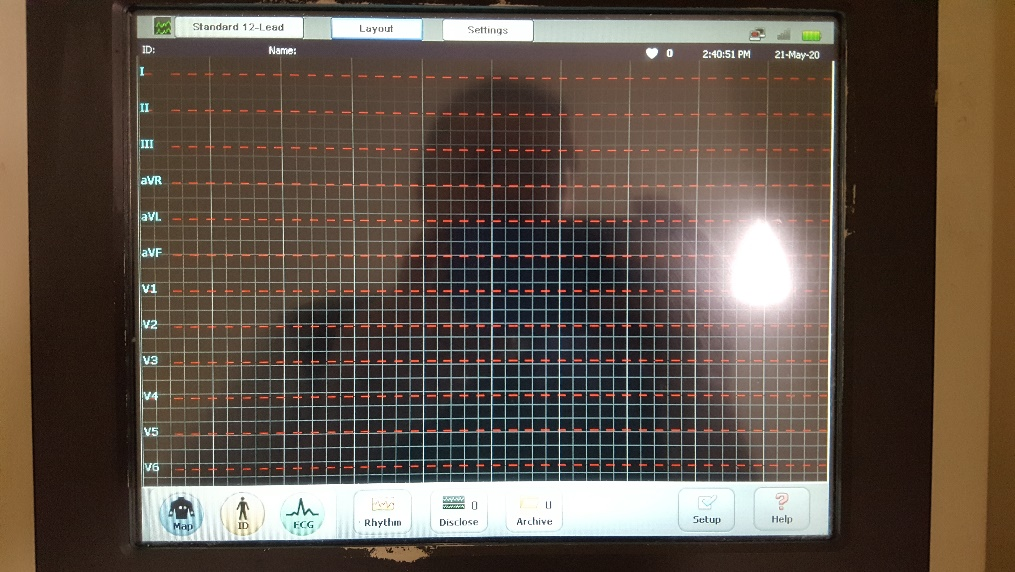 Standard 12-Lead Layout Settings
ID: Name: 0 2:40:51 PM 21-May-20
I
II
III
aVR
aVL
aVF
V1
V2
V3
V4
V5
V6
Map ID ECG Rhythm 0 Disclose 0 Archive Setup ? Help